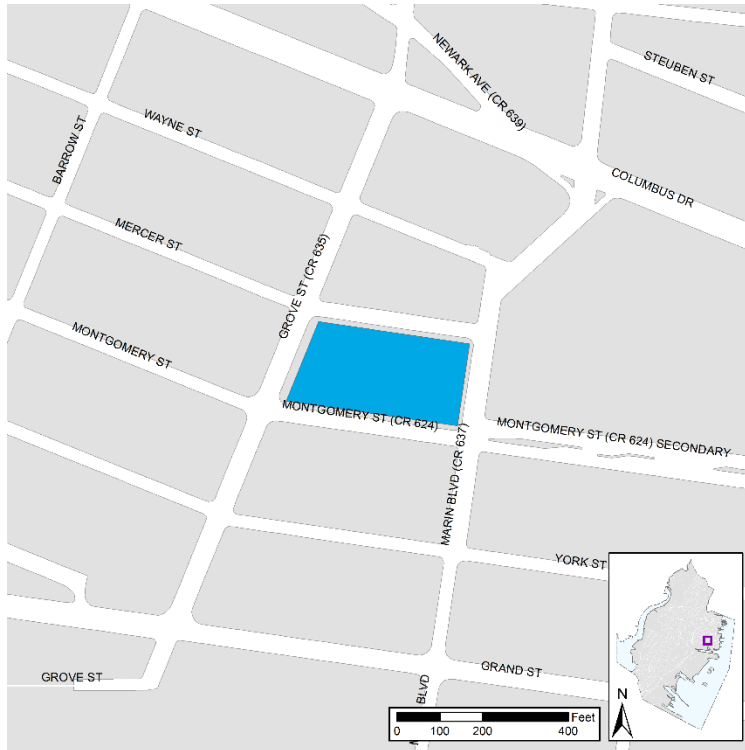 NEWARK AVE (CR 639)
STEUBEN ST
WAYNE ST
BARROW ST
COLUMBUS DR
MERCER ST
GROVE ST (CR 635)
MONTGOMERY ST
MONTGOMERY ST (CR 624)
MONTGOMERY ST (CR 624) SECONDARY
MARIN BLVD (CR 637)
YORK ST
GRAND ST
GROVE ST
BLVD
N
Feet
0 100 200 400